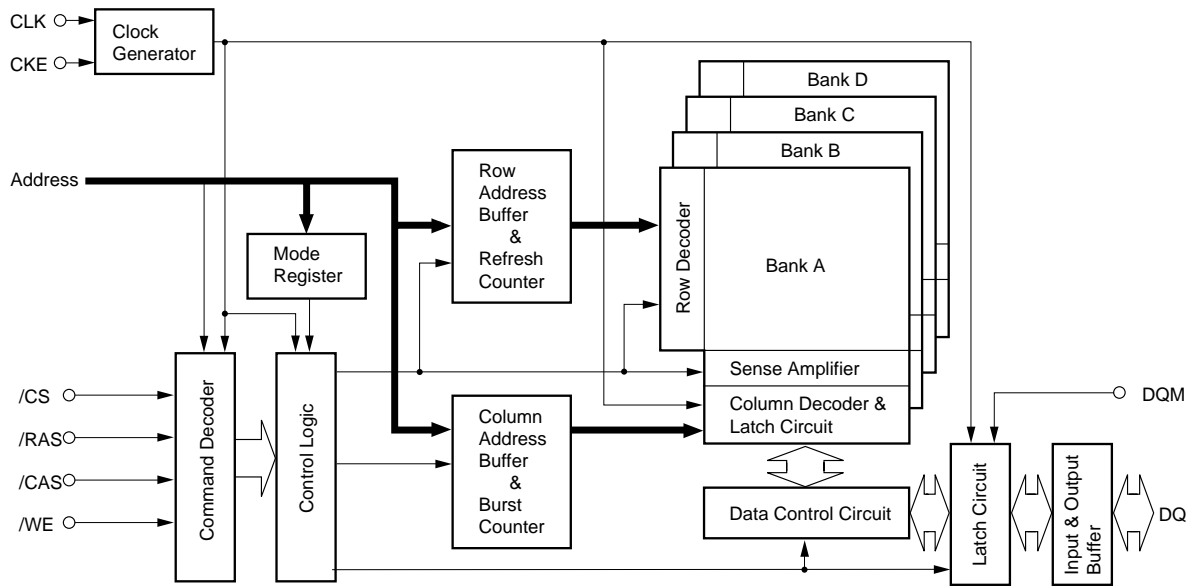 CLK
CKE
Clock
Generator
Bank D
Bank C
Bank B
Bank A
Row Decoder
Address
Row
Address
Buffer
&
Refresh
Counter
Mode
Register
Sense Amplifier
Column Decoder &
Latch Circuit
/CS
/RAS
/CAS
/WE
Command Decoder
Control Logic
Column
Address
Buffer
&
Burst
Counter
Data Control Circuit
DQM
Latch Circuit
Input & Output
Buffer
DQ